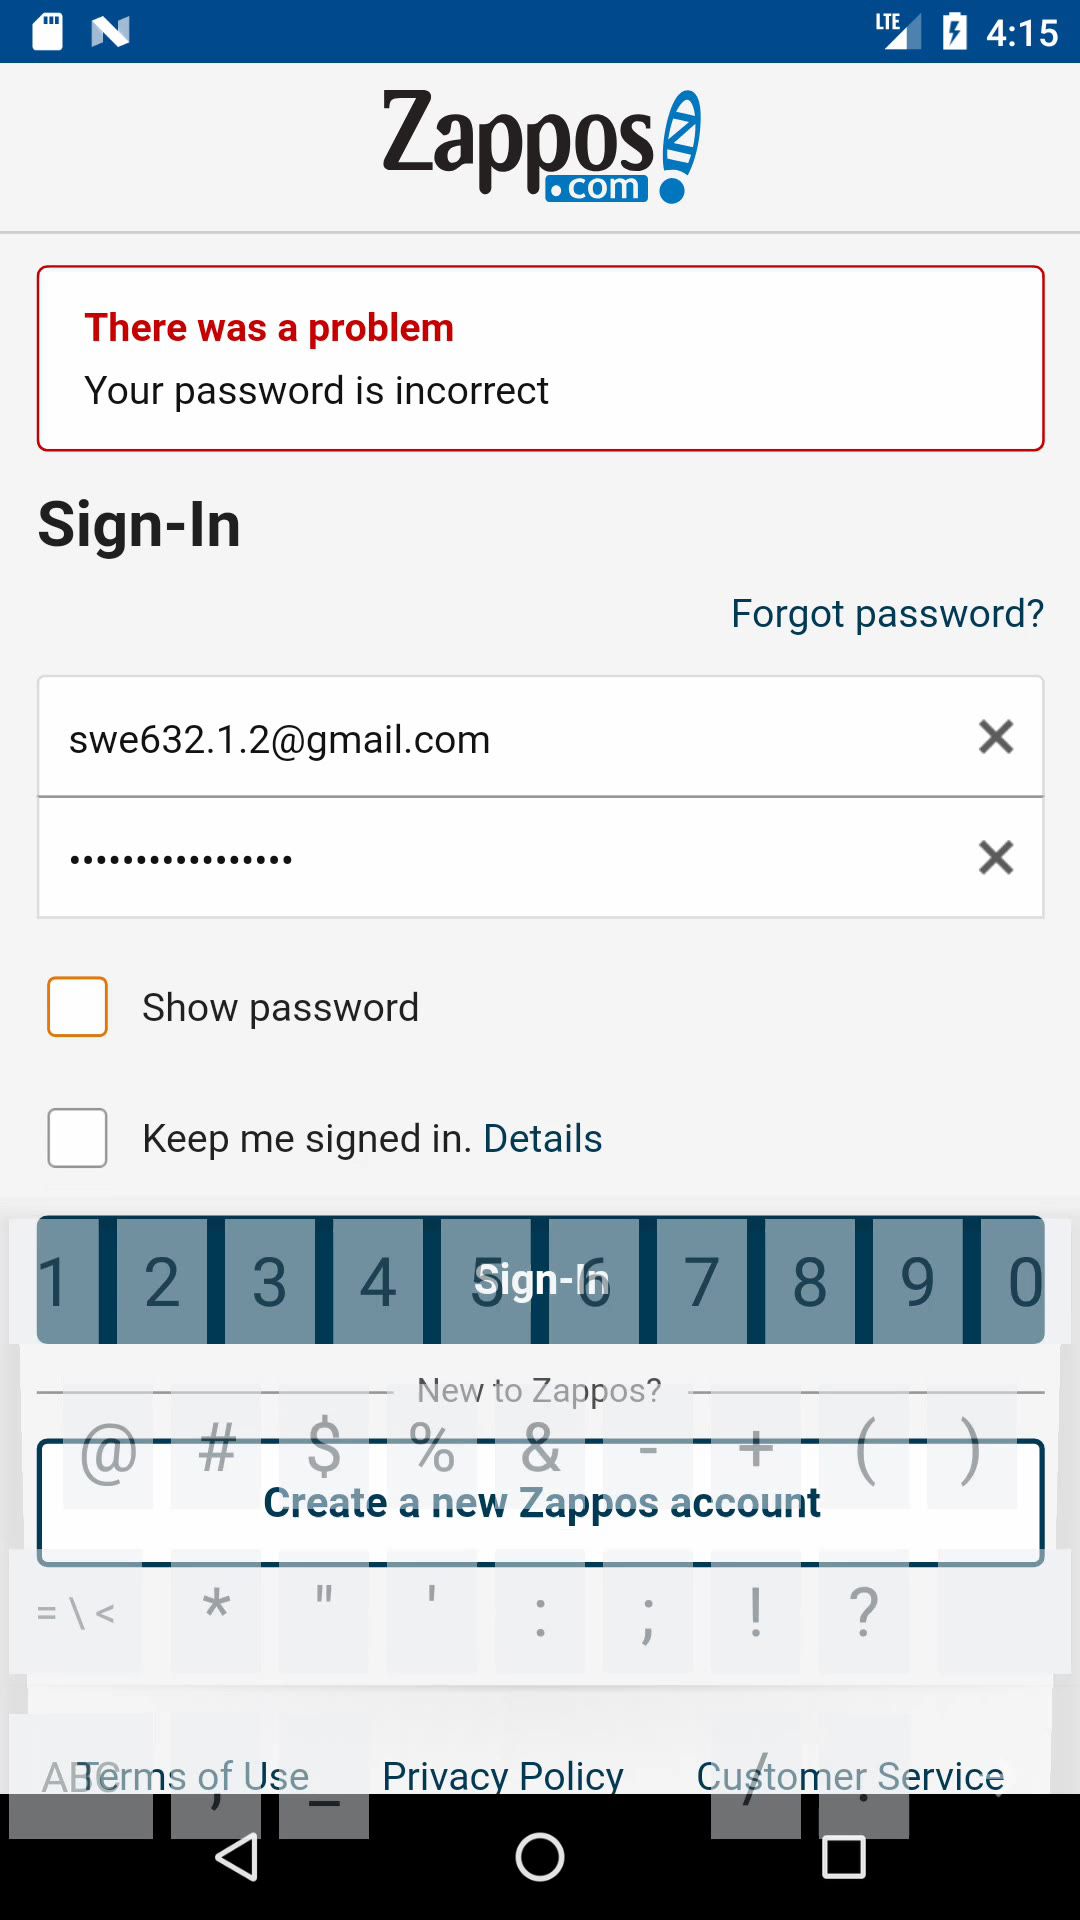 LTE 4:15
Zappos
.com
There was a problem
Your password is incorrect
Sign-In
Forgot password?
swe632.1.2@gmail.com
•••••••••••••••••
Show password
Keep me signed in. Details
1 2 3 4 5 6 7 8 9 0
Sign-In
New to Zappos?
@ # $ % & - + ( )
Create a new Zappos account
= \ < * " ' : ; ! ?
ABC , _ / .
Terms of Use Privacy Policy Customer Service